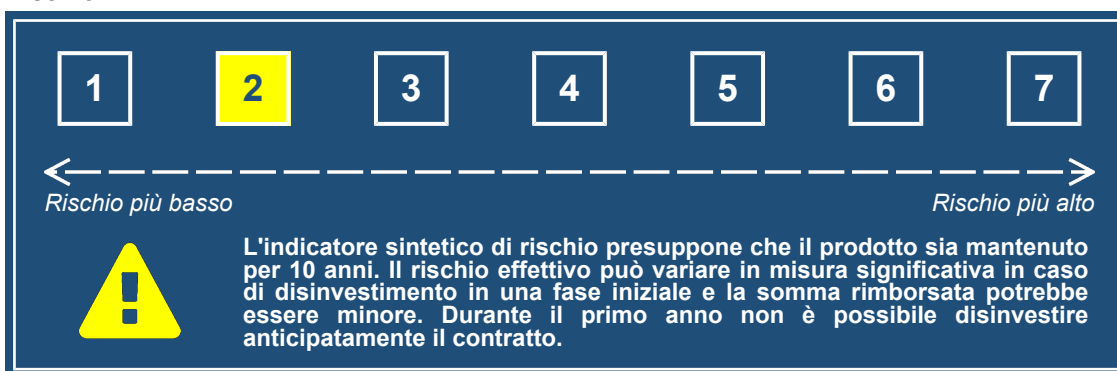 1 2 3 4 5 6 7
Rischio più basso Rischio più alto
L'indicatore sintetico di rischio presuppone che il prodotto sia mantenuto
per 10 anni. Il rischio effettivo può variare in misura significativa in caso
di disinvestimento in una fase iniziale e la somma rimborsata potrebbe
essere minore. Durante il primo anno non è possibile disinvestire
anticipatamente il contratto.